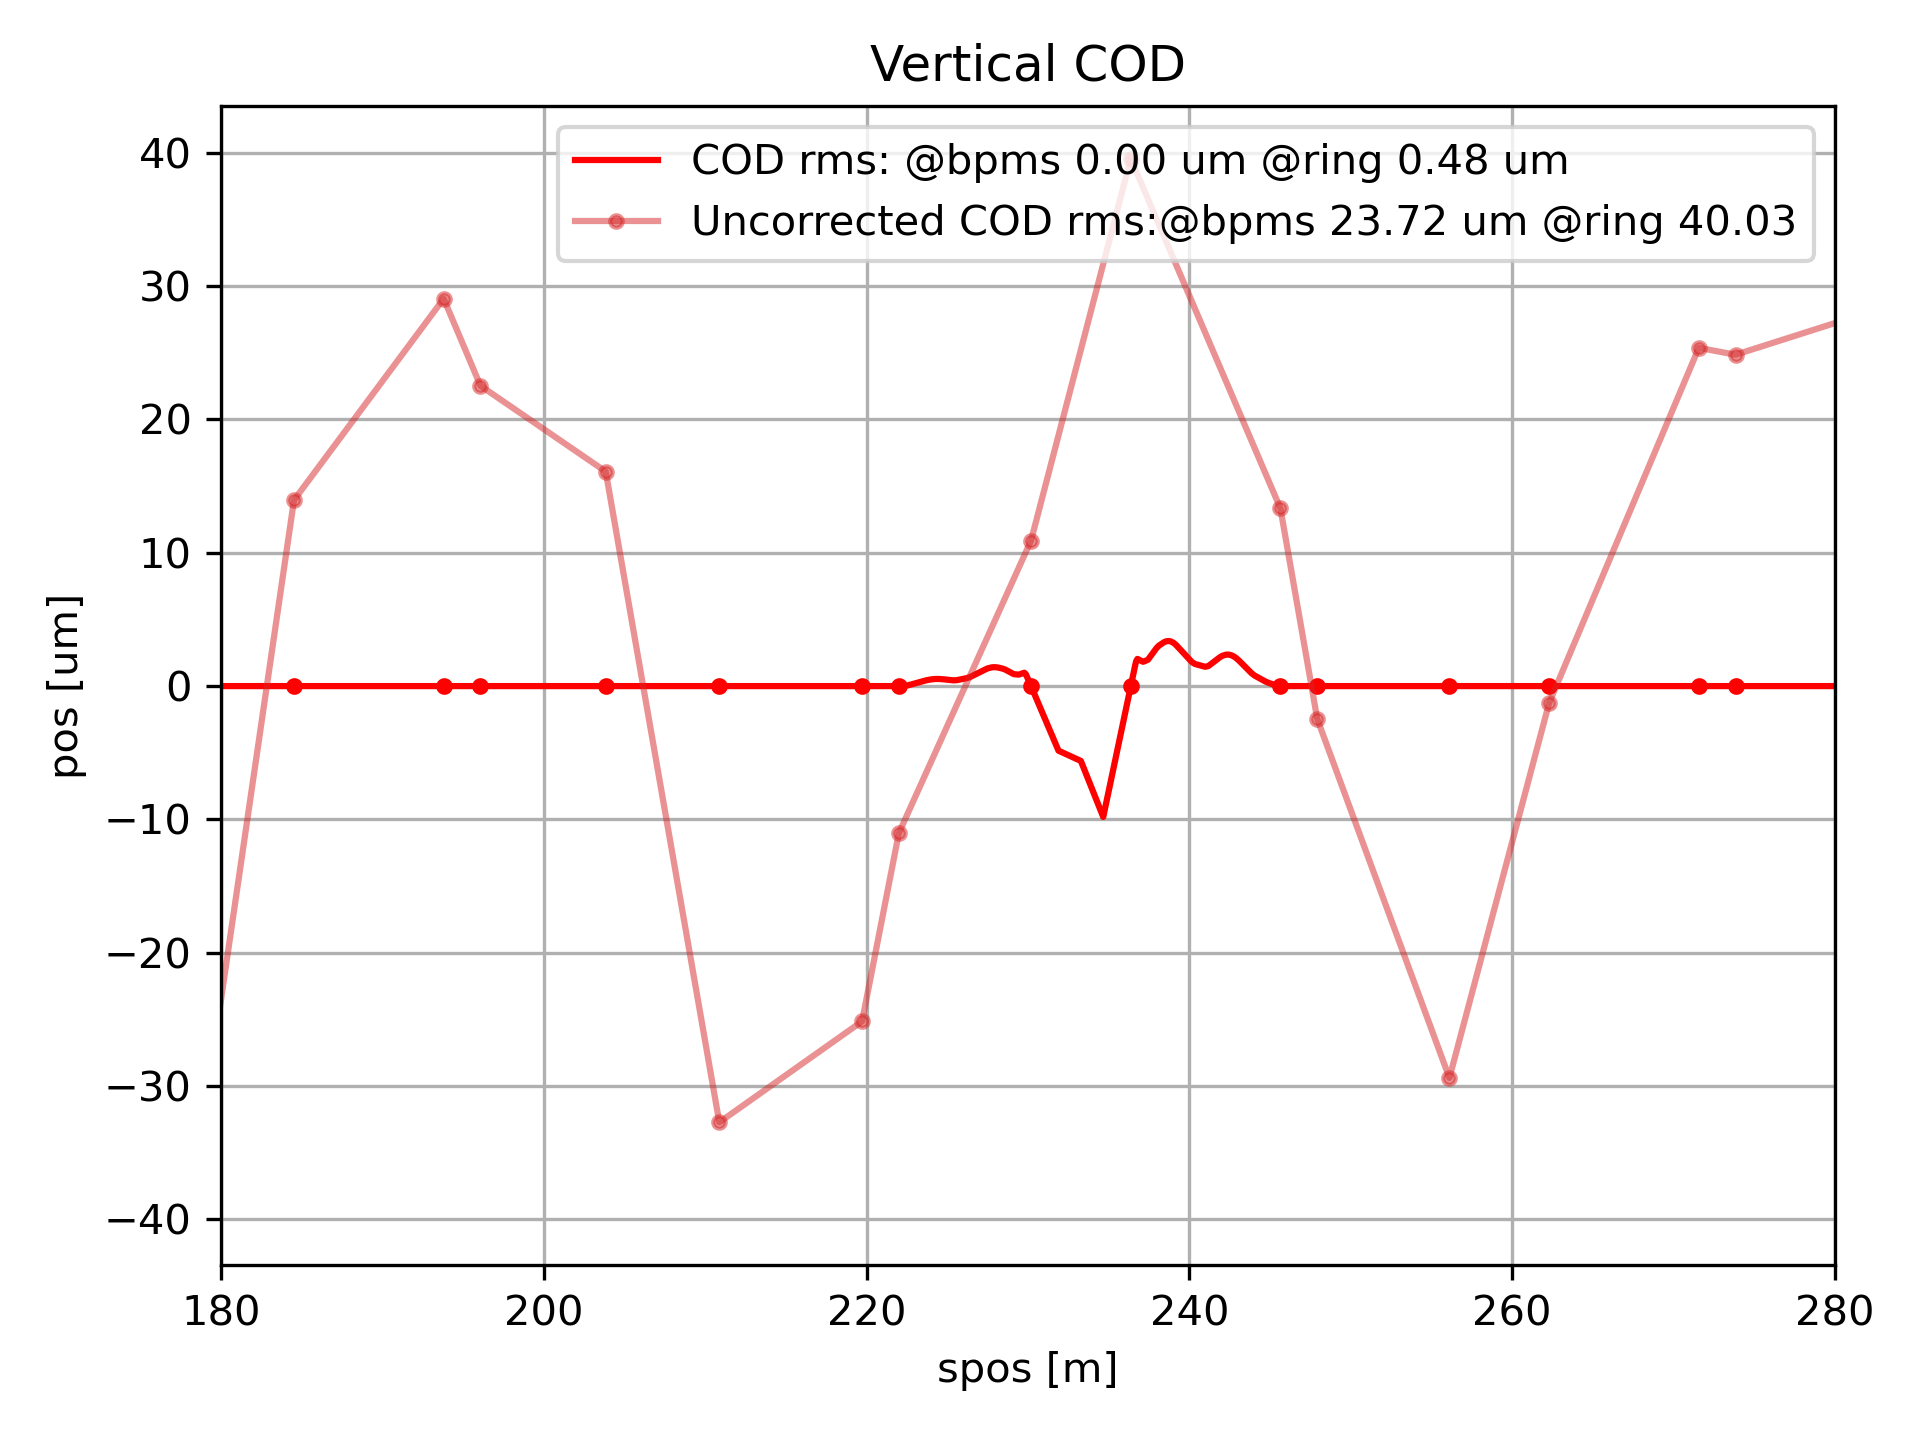 Vertical COD
COD rms: @bpms 0.00 um @ring 0.48 um
Uncorrected COD rms:@bpms 23.72 um @ring 40.03
40
30
20
10
0
−10
−20
−30
−40
pos [um]
180 200 220 240 260 280
spos [m]